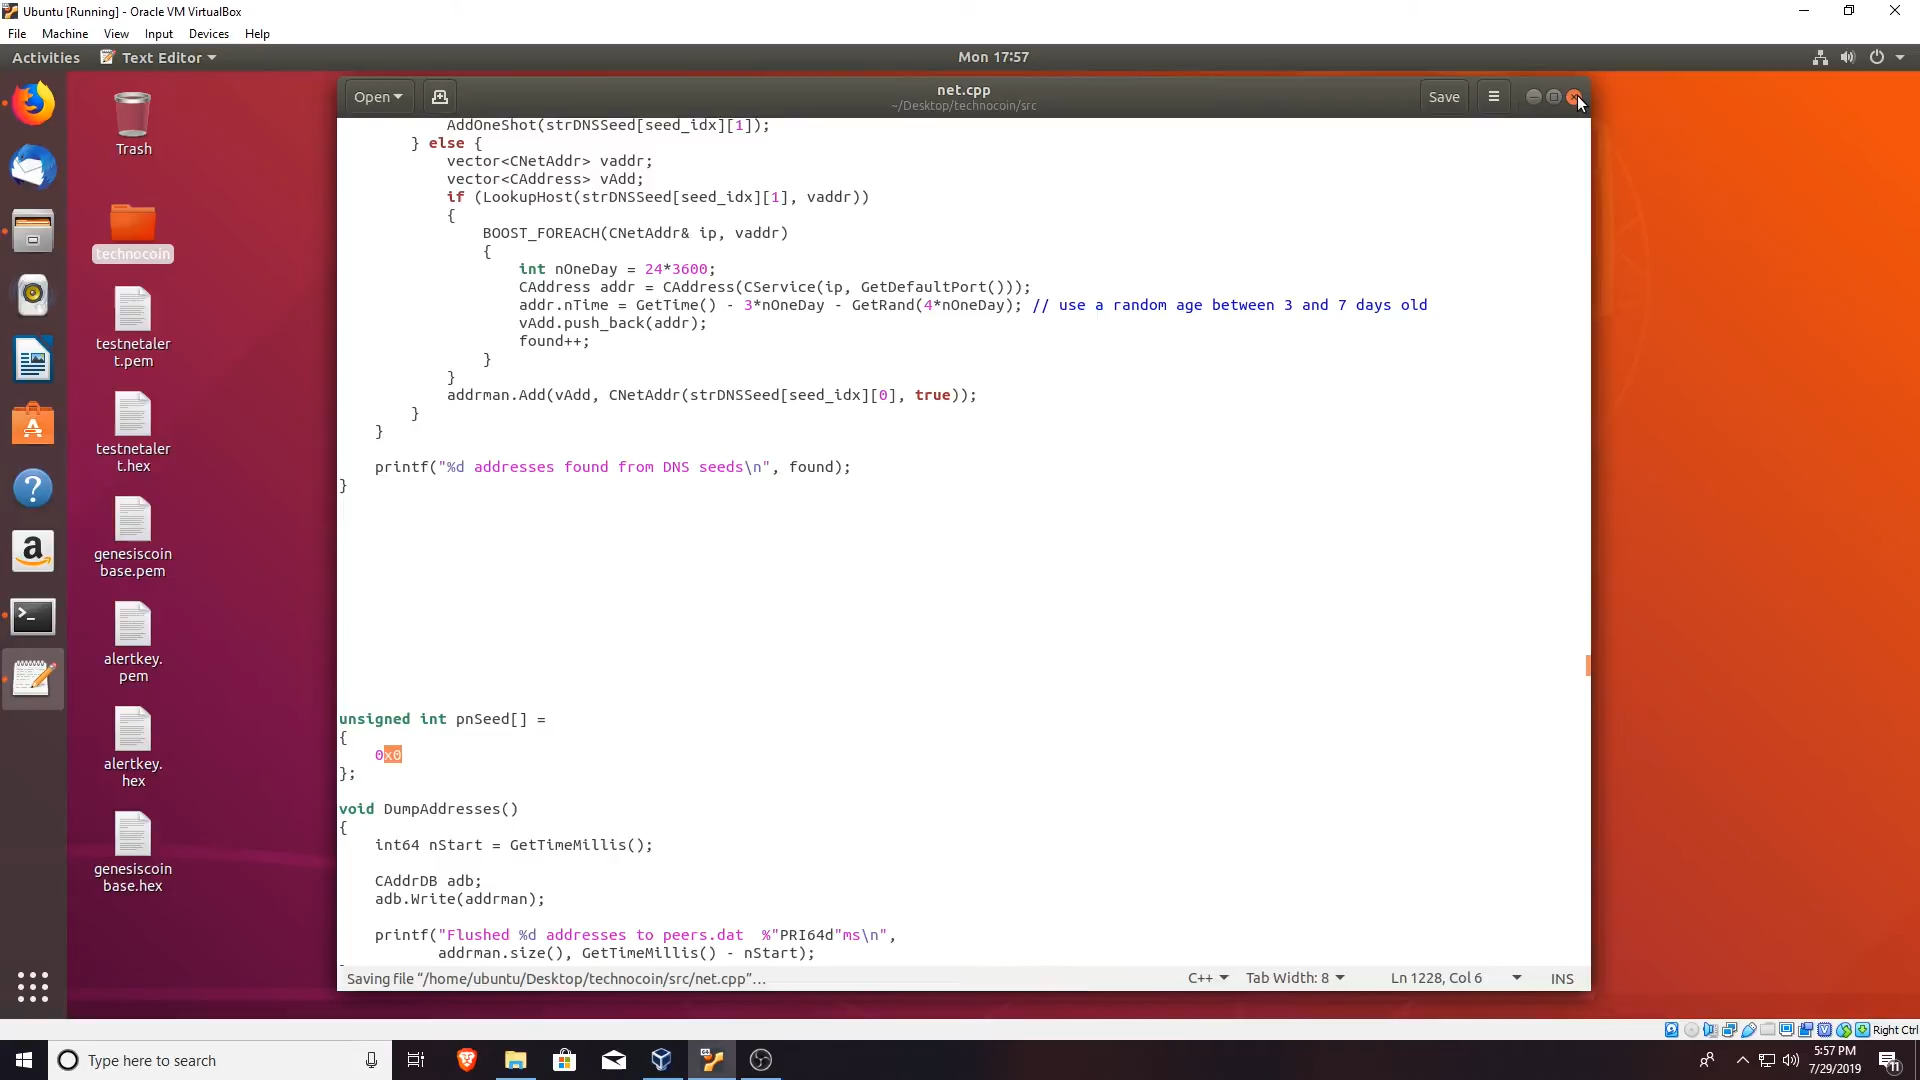 Ubuntu [Running] - Oracle VM VirtualBox
File Machine View Input Devices Help
Activities Text Editor Mon 17:57
Open net.cpp Save
~/Desktop/technocoin/src
Trash
technocoin
testnetaler
t.pem
testnetaler
t.hex
genesiscoin
base.pem
alertkey.
pem
alertkey.
hex
genesiscoin
base.hex
AddOneShot(strDNSSeed[seed_idx][1]);
} else {
vector<CNetAddr> vaddr;
vector<CAddress> vAdd;
if (LookupHost(strDNSSeed[seed_idx][1], vaddr))
{
BOOST_FOREACH(CNetAddr& ip, vaddr)
{
int nOneDay = 24*3600;
CAddress addr = CAddress(CService(ip, GetDefaultPort()));
addr.nTime = GetTime() - 3*nOneDay - GetRand(4*nOneDay); // use a random age between 3 and 7 days old
vAdd.push_back(addr);
found++;
}
}
addrman.Add(vAdd, CNetAddr(strDNSSeed[seed_idx][0], true));
}
}
printf("%d addresses found from DNS seeds\n", found);
}
unsigned int pnSeed[] =
{
0x0
};
void DumpAddresses()
{
int64 nStart = GetTimeMillis();
CAddrDB adb;
adb.Write(addrman);
printf("Flushed %d addresses to peers.dat  %"PRI64d"ms\n",
addrman.size(), GetTimeMillis() - nStart);
Saving file “/home/ubuntu/Desktop/technocoin/src/net.cpp”… C++ Tab Width: 8 Ln 1228, Col 6 INS
Right Ctrl
Type here to search
5:57 PM
7/29/2019
11